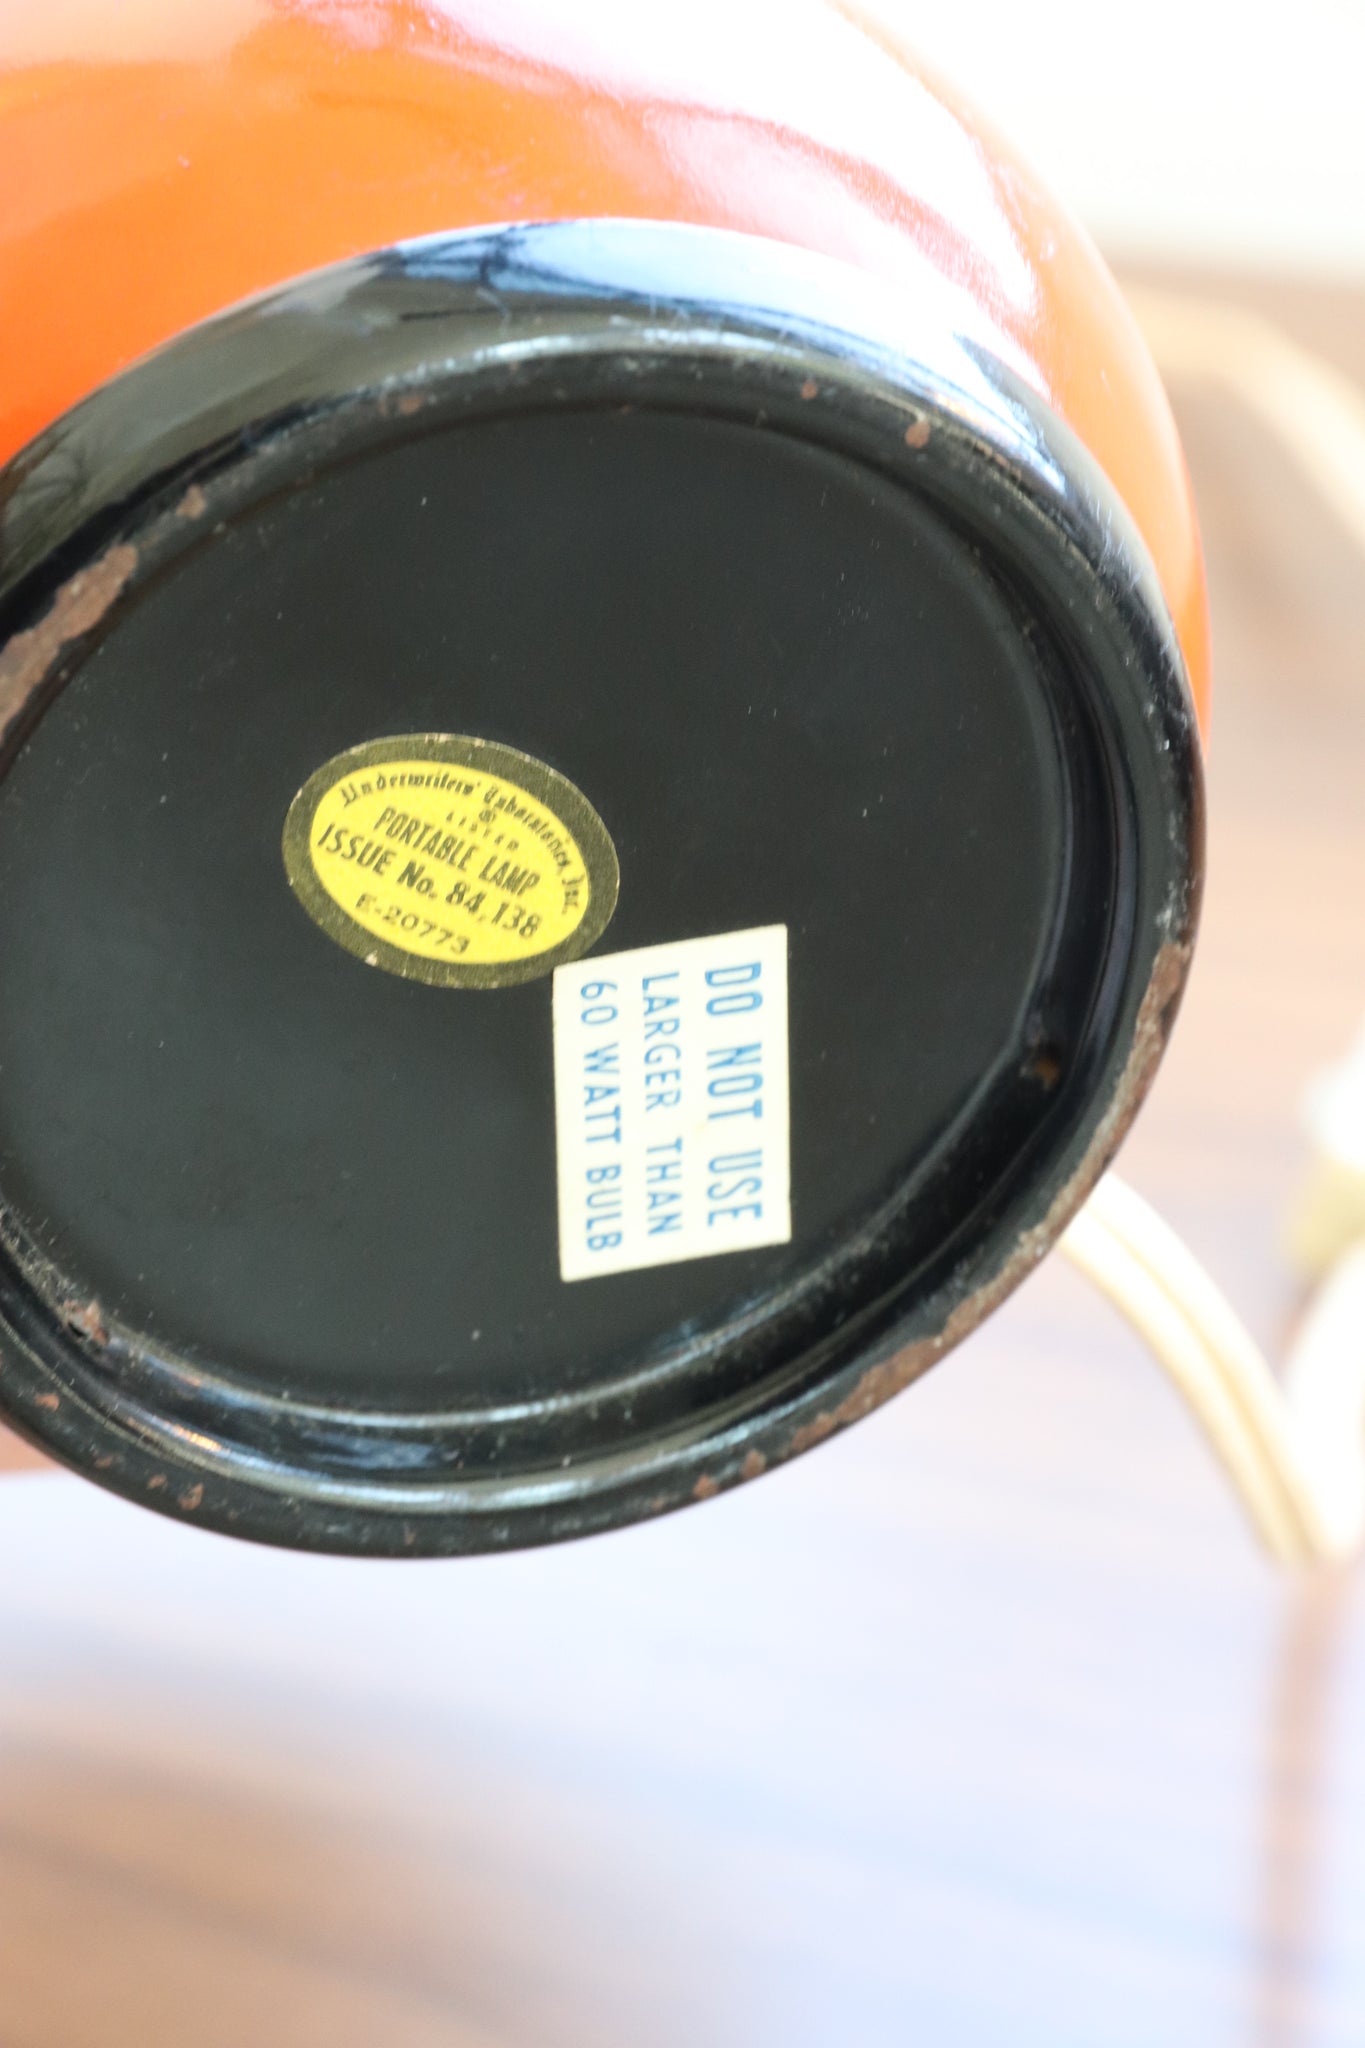 Underwriters' Laboratories, Inc.
®
LISTED
PORTABLE LAMP
ISSUE No. 84,138
E-20773
DO NOT USE
LARGER THAN
60 WATT BULB